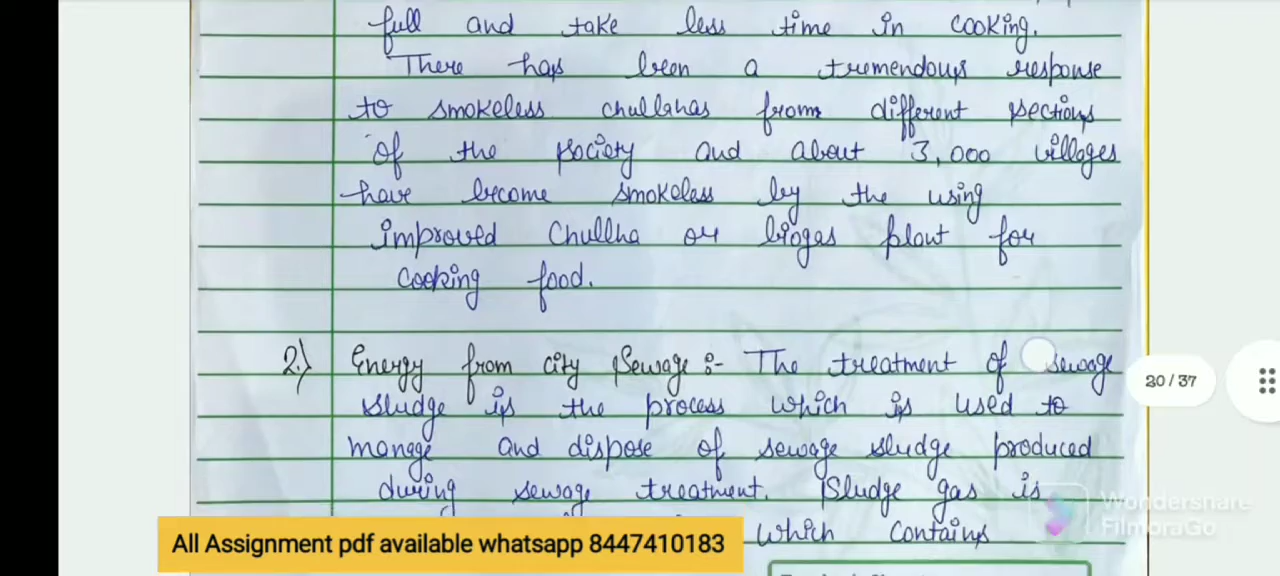 full and take less time in cooking.
There has been a tremendous response
to smokeless chullahas from different sections
of the society and about 3,000 villages
have become smokeless by the using
improved Chullha or biogas plant for
cooking food.
2.) Energy from city Sewage :- The treatment of sewage
sludge is the process which is used to
manage and dispose of sewage sludge produced
during sewage treatment. Sludge gas is
which contains
20 / 37
Wondershare
FilmoraGo
All Assignment pdf available whatsapp 8447410183